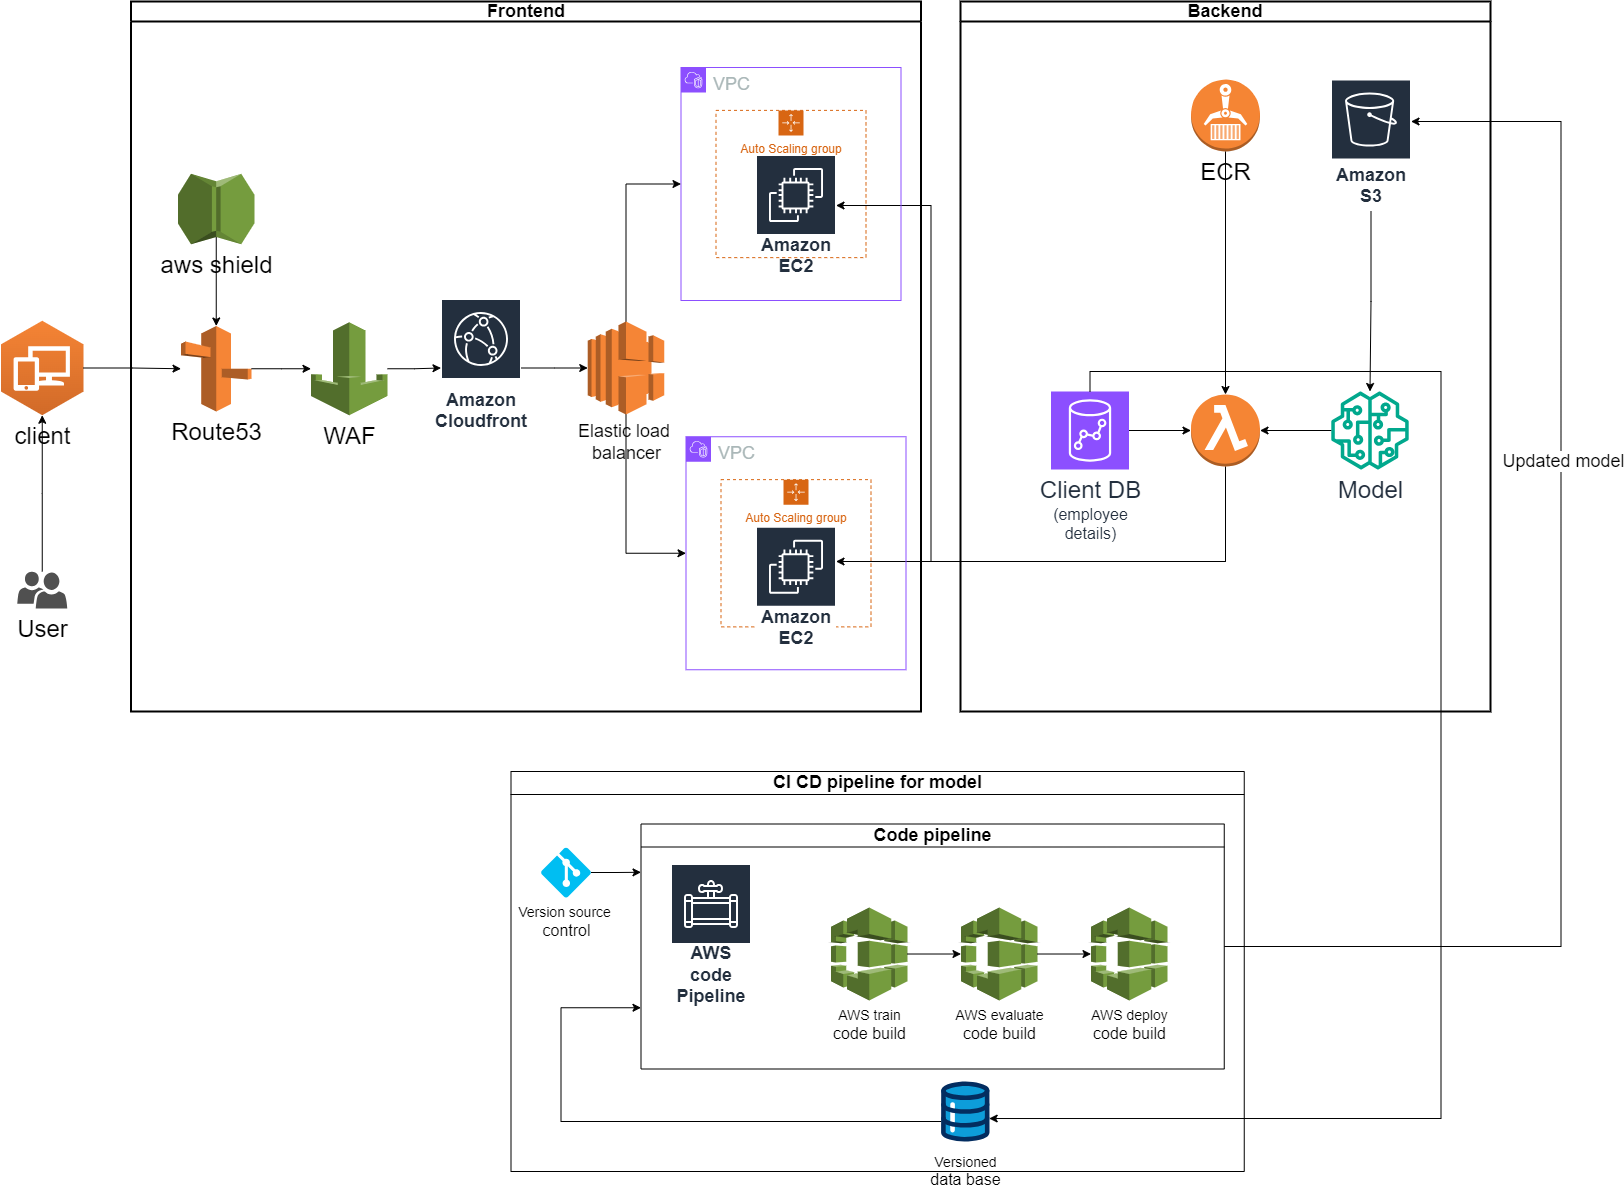 Frontend
VPC
Auto Scaling group
Amazon
EC2
aws shield
client
Route53
WAF
Amazon
Cloudfront
Elastic load
balancer
VPC
Auto Scaling group
Amazon
EC2
User
Backend
ECR
Amazon
S3
Client DB
(employee
details)
Model
Updated model
CI CD pipeline for model
Code pipeline
Version source
control
AWS
code
Pipeline
AWS train
code build
AWS evaluate
code build
AWS deploy
code build
Versioned
data base